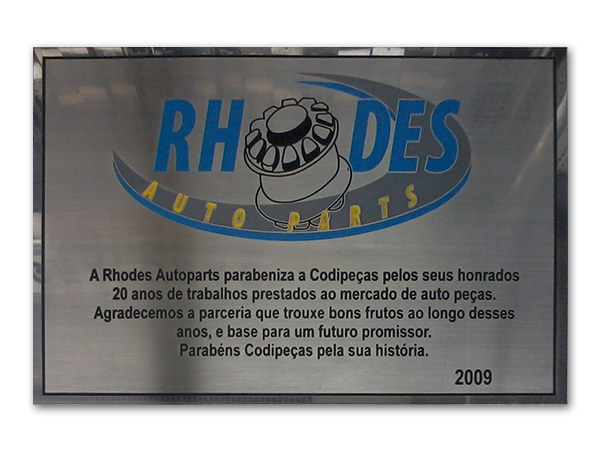 RHODES
AUTO PARTS
A Rhodes Autoparts parabeniza a Codipeças pelos seus honrados
20 anos de trabalhos prestados ao mercado de auto peças.
Agradecemos a parceria que trouxe bons frutos ao longo desses
anos, e base para um futuro promissor.
Parabéns Codipeças pela sua história.
2009